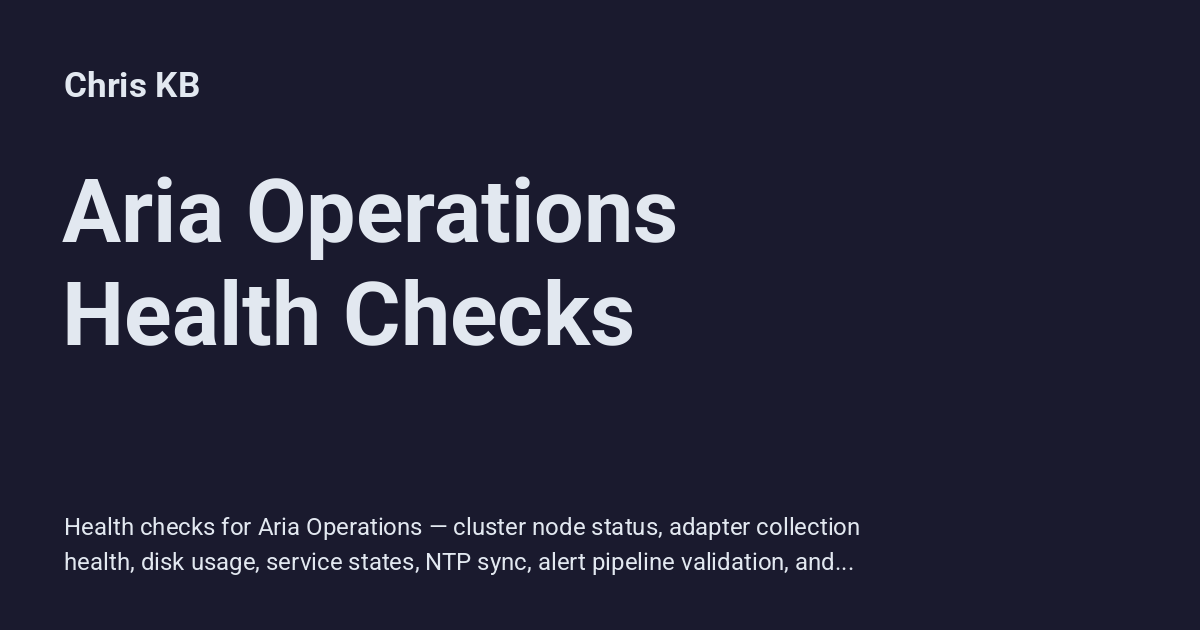 Chris KB
Aria Operations
Health Checks
Health checks for Aria Operations — cluster node status, adapter collection
health, disk usage, service states, NTP sync, alert pipeline validation, and...